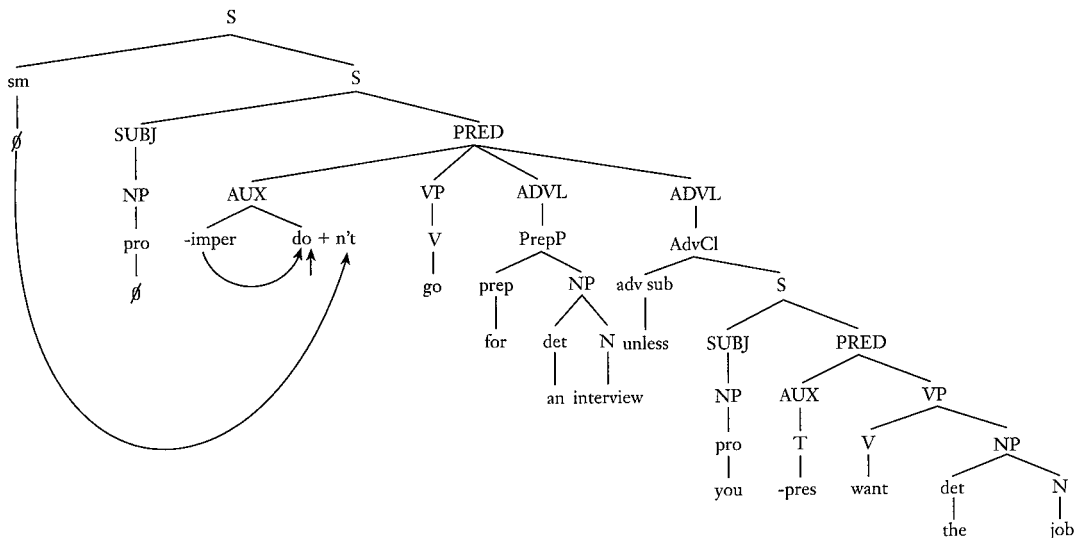 S
sm S
ø SUBJ PRED
NP AUX VP ADVL ADVL
pro -imper do + n't V PrepP AdvCl
ø go prep NP adv sub S
for det N unless SUBJ PRED
an interview NP AUX VP
pro T V NP
you -pres want det N
the job